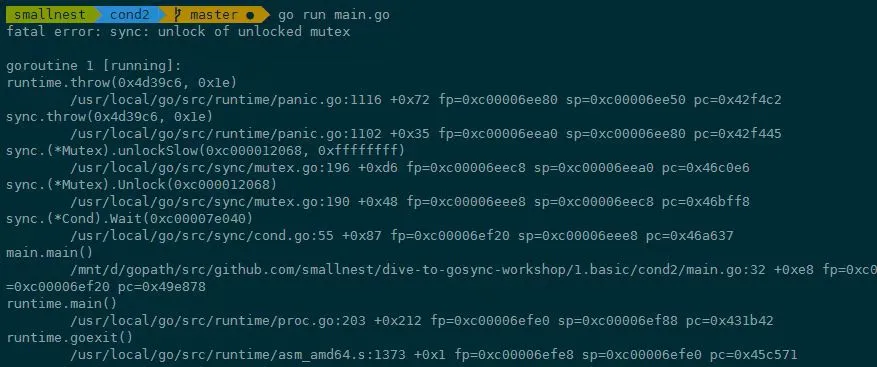 smallnest cond2 master ● go run main.go
fatal error: sync: unlock of unlocked mutex
goroutine 1 [running]:
runtime.throw(0x4d39c6, 0x1e)
/usr/local/go/src/runtime/panic.go:1116 +0x72 fp=0xc00006ee80 sp=0xc00006ee50 pc=0x42f4c2
sync.throw(0x4d39c6, 0x1e)
/usr/local/go/src/runtime/panic.go:1102 +0x35 fp=0xc00006eea0 sp=0xc00006ee80 pc=0x42f445
sync.(*Mutex).unlockSlow(0xc000012068, 0xffffffff)
/usr/local/go/src/sync/mutex.go:196 +0xd6 fp=0xc00006eec8 sp=0xc00006eea0 pc=0x46c0e6
sync.(*Mutex).Unlock(0xc000012068)
/usr/local/go/src/sync/mutex.go:190 +0x48 fp=0xc00006eee8 sp=0xc00006eec8 pc=0x46bff8
sync.(*Cond).Wait(0xc00007e040)
/usr/local/go/src/sync/cond.go:55 +0x87 fp=0xc00006ef20 sp=0xc00006eee8 pc=0x46a637
main.main()
/mnt/d/gopath/src/github.com/smallnest/dive-to-gosync-workshop/1.basic/cond2/main.go:32 +0xe8 fp=0xc0
=0xc00006ef20 pc=0x49e878
runtime.main()
/usr/local/go/src/runtime/proc.go:203 +0x212 fp=0xc00006efe0 sp=0xc00006ef88 pc=0x431b42
runtime.goexit()
/usr/local/go/src/runtime/asm_amd64.s:1373 +0x1 fp=0xc00006efe8 sp=0xc00006efe0 pc=0x45c571